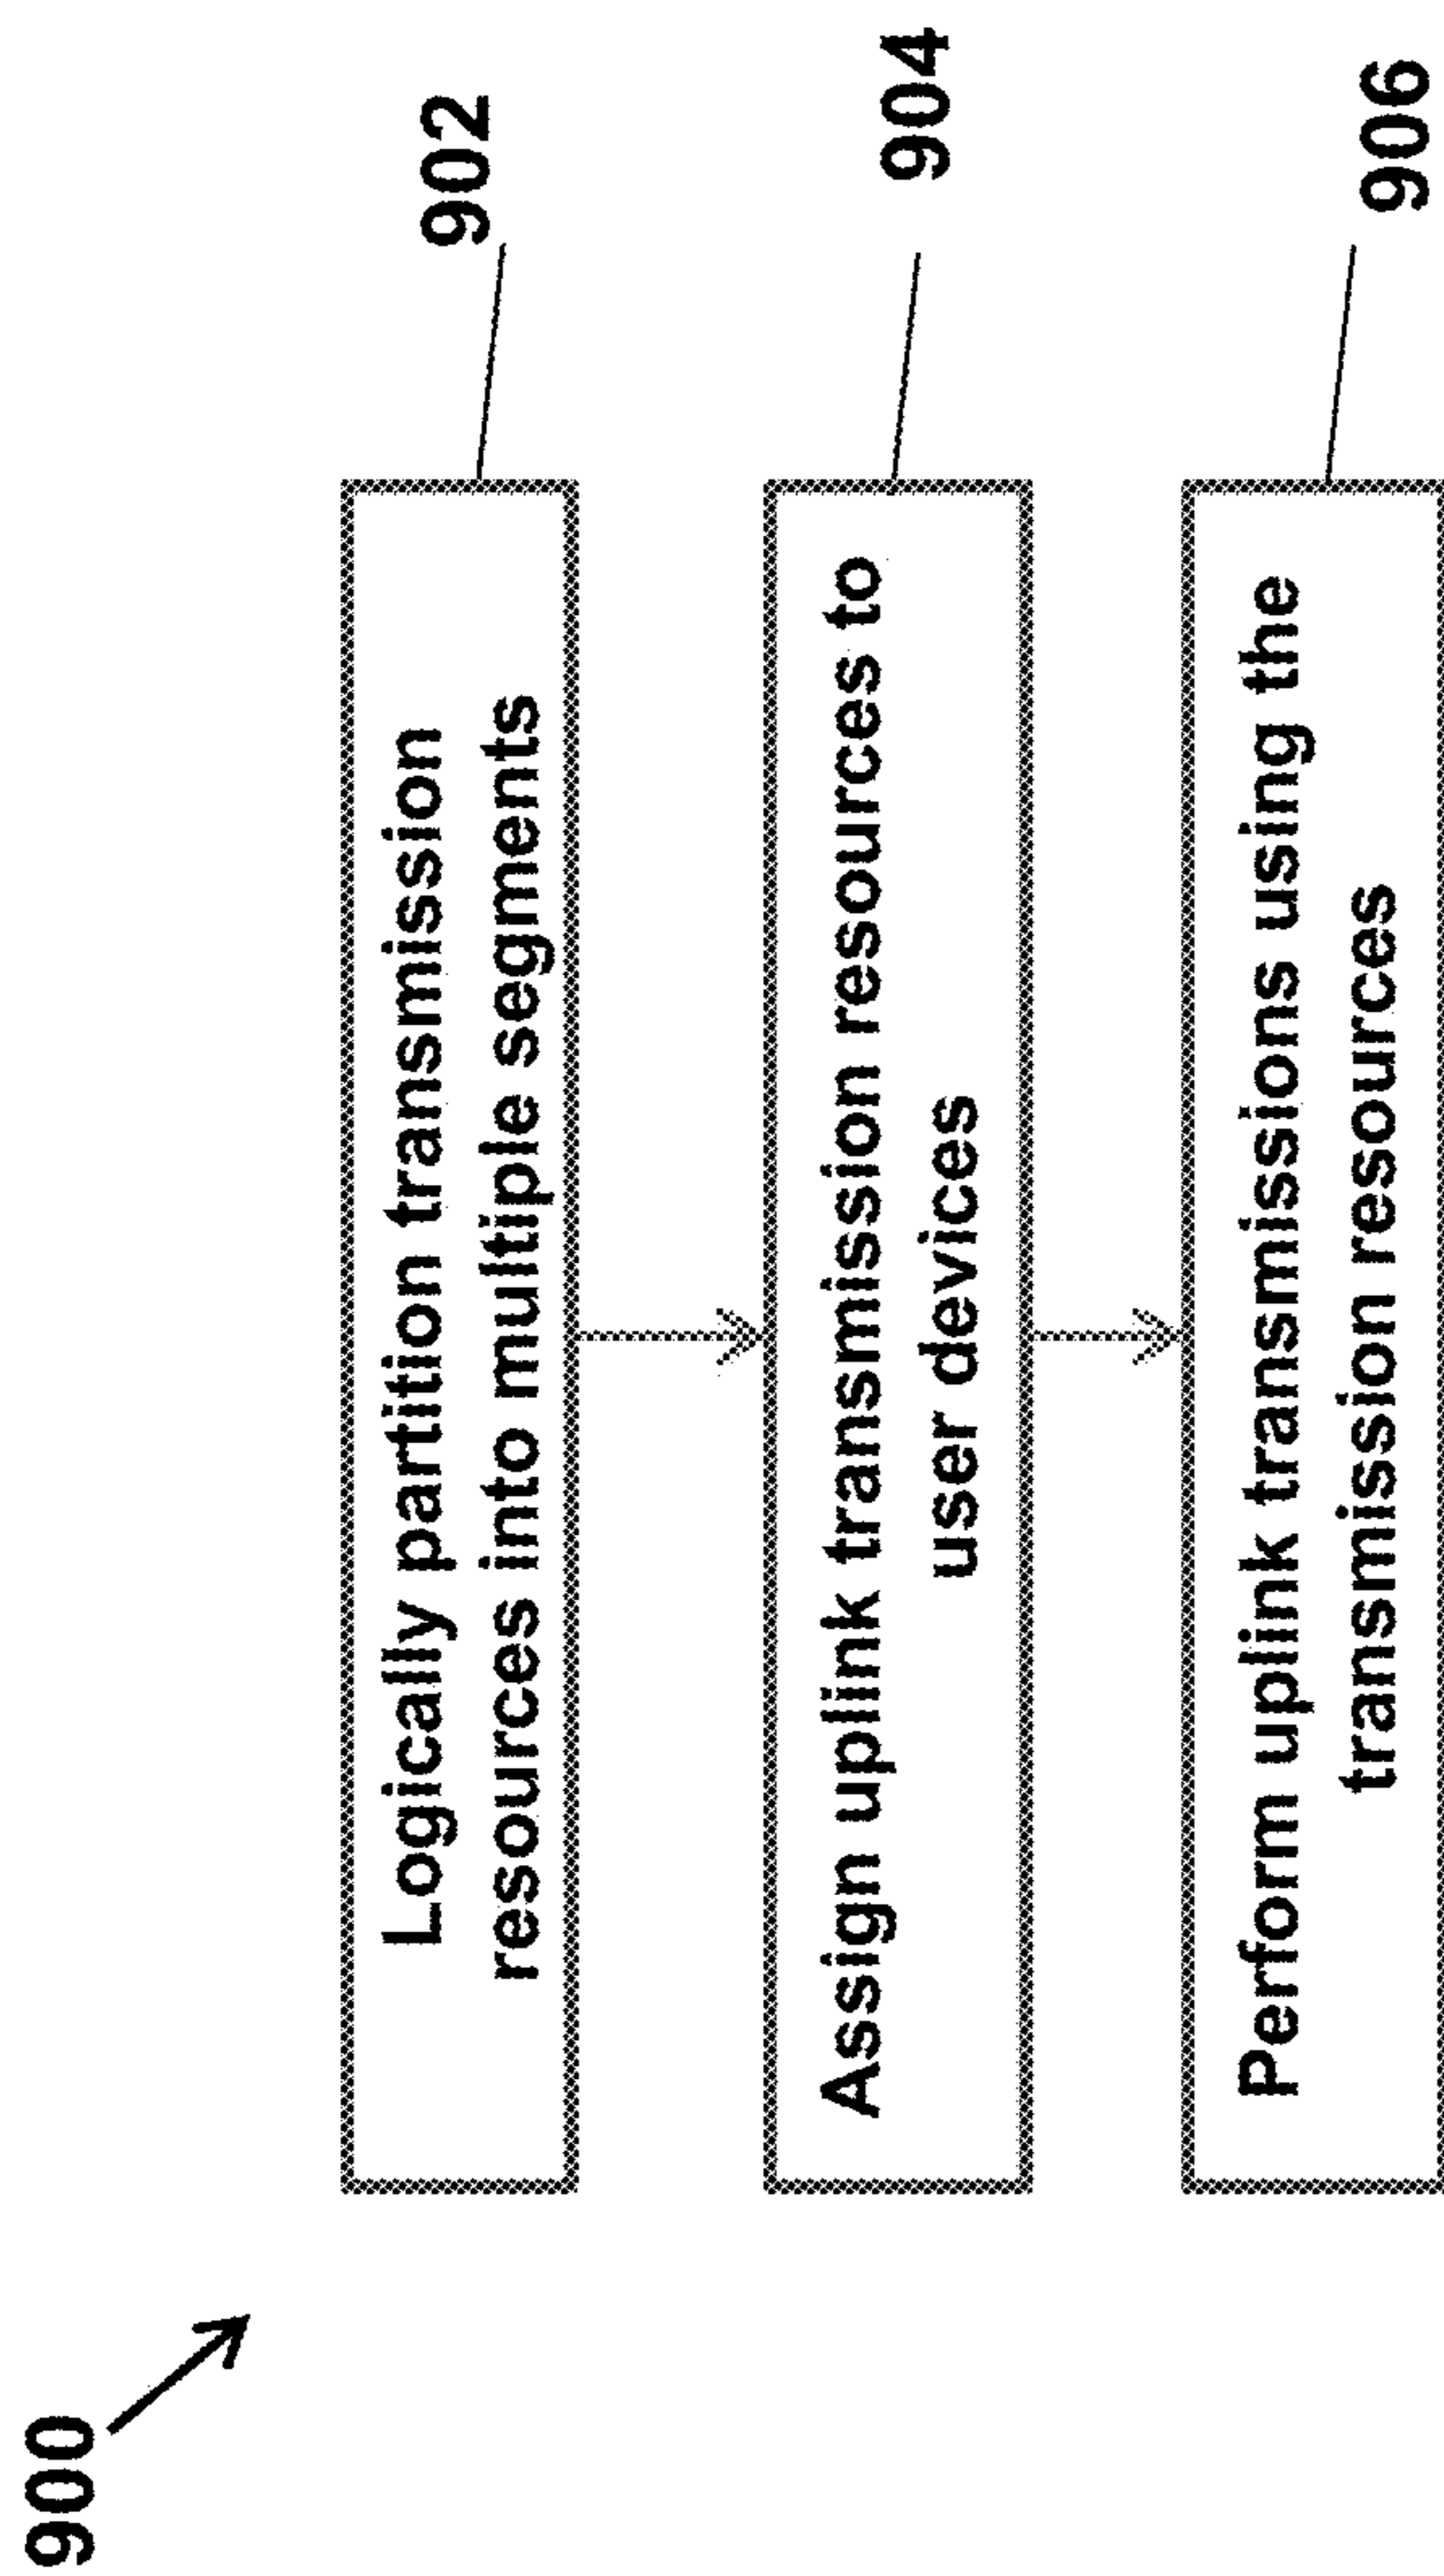 900
Logically partition transmission
resources into multiple segments
902
Assign uplink transmission resources to
user devices
904
Perform uplink transmissions using the
transmission resources
906